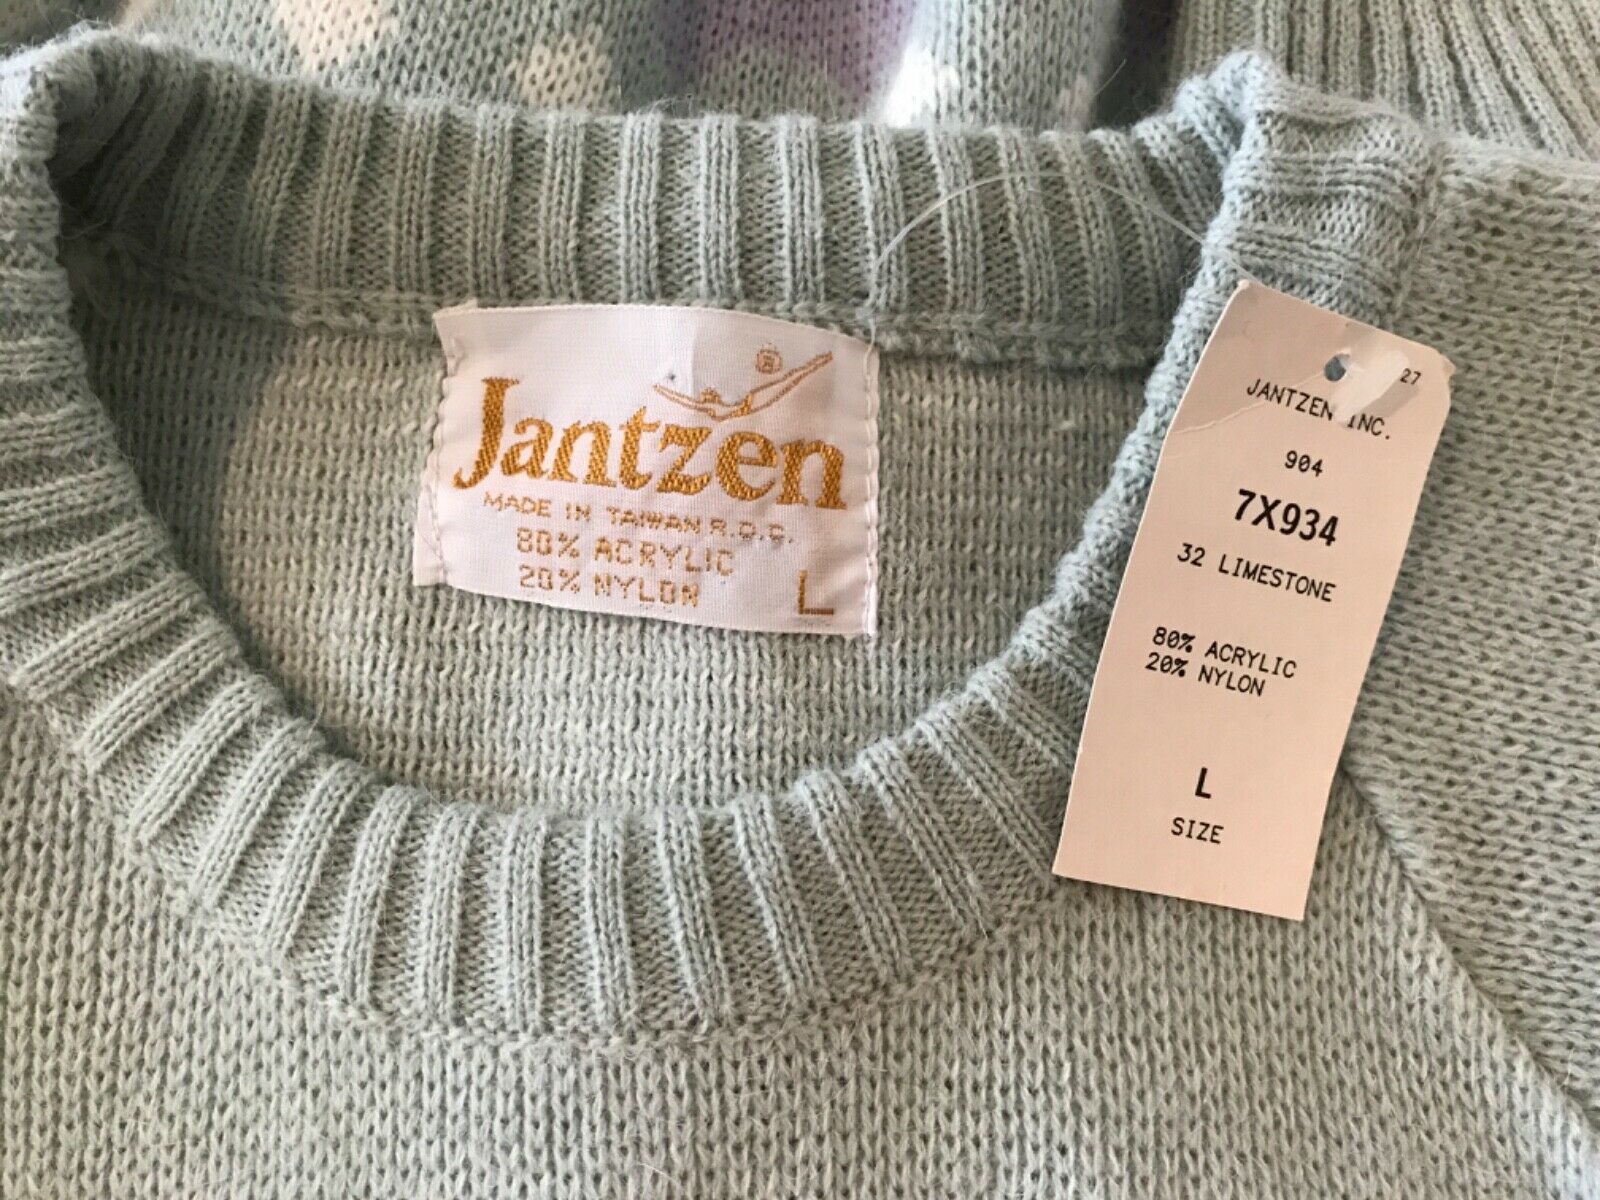 Jantzen
MADE IN TAIWAN R.O.C.
80% ACRYLIC
20% NYLON
L
27
JANTZEN INC.
904
7X934
32 LIMESTONE
80% ACRYLIC
20% NYLON
L
SIZE